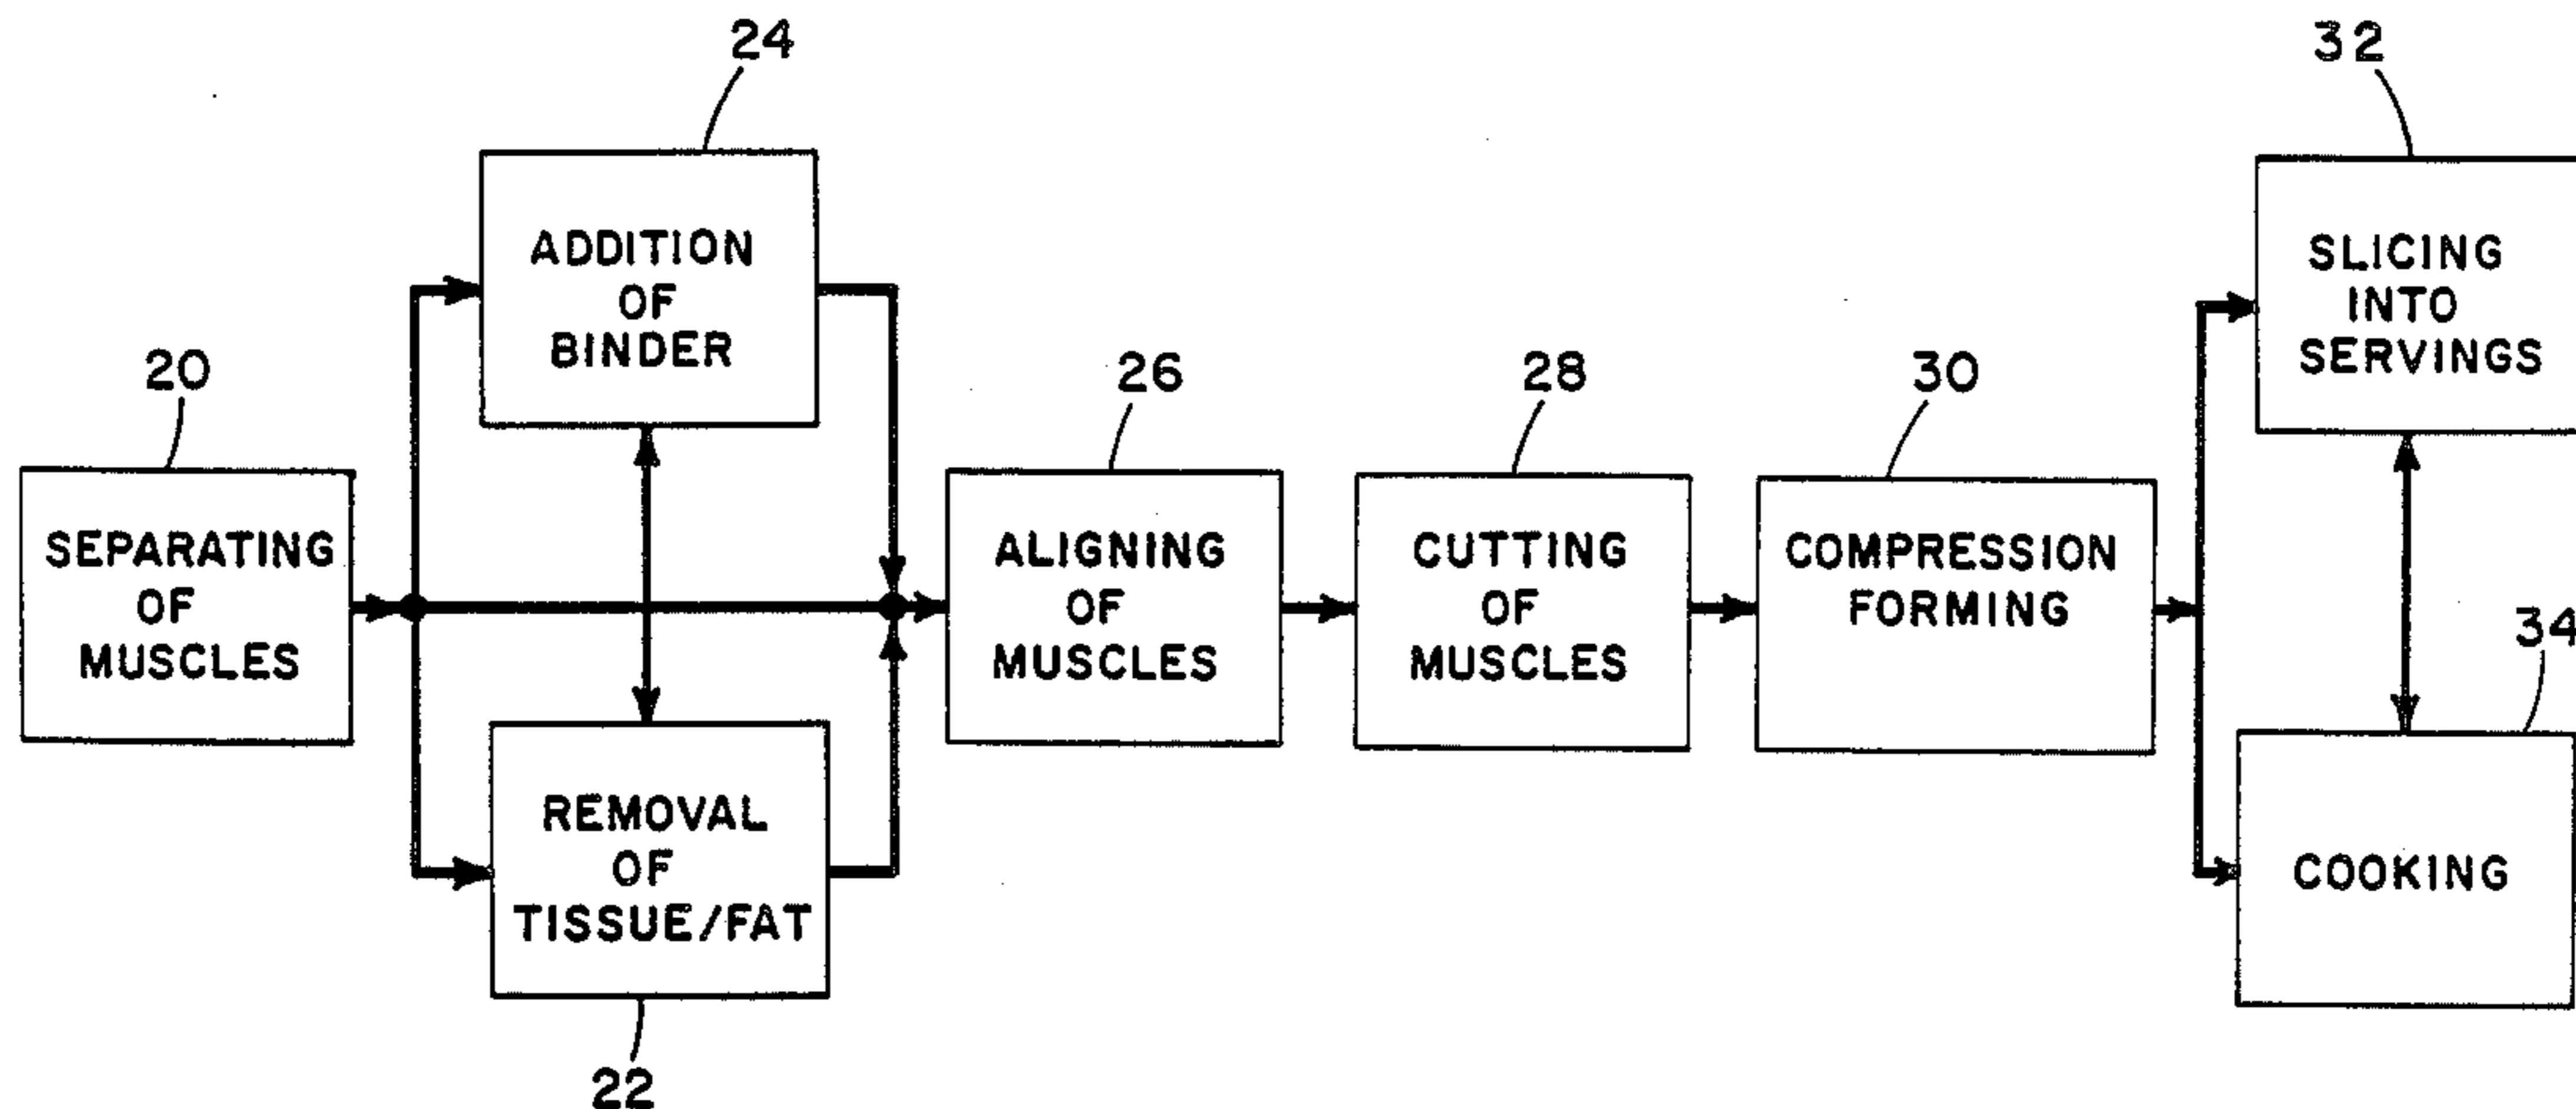 24
ADDITION
OF
BINDER
20
SEPARATING
OF
MUSCLES
REMOVAL
OF
TISSUE/FAT
22
26
ALIGNING
OF
MUSCLES
28
CUTTING
OF
MUSCLES
30
COMPRESSION
FORMING
32
SLICING
INTO
SERVINGS
34
COOKING